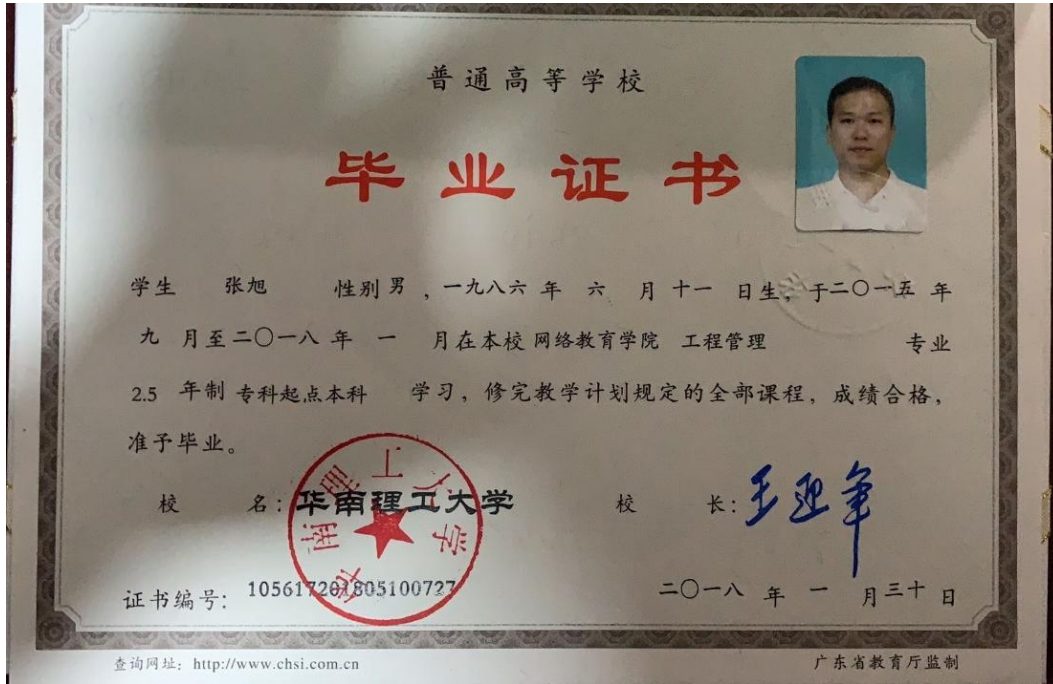 普通高等学校
毕业证书
学生 张旭 性别 男 ，一九八六 年 六 月 十一 日生，于二〇一五 年
九 月至二〇一八 年 一 月在本校 网络教育学院 工程管理 专业
2.5 年制 专科起点本科 学习，修完教学计划规定的全部课程，成绩合格，
准予毕业。
校 名：华南理工大学 校 长：王迎军
华南理工大学
证书编号：105617201805100727 二〇一八 年 一 月三十 日
查询网址：http://www.chsi.com.cn 广东省教育厅监制